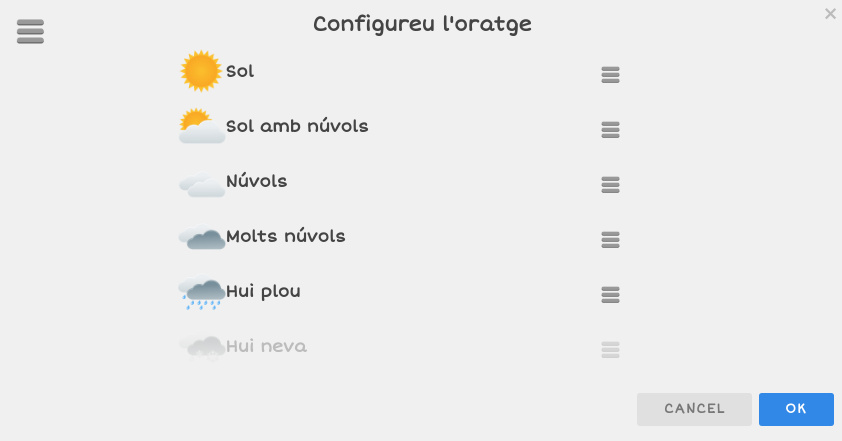 Configureu l'oratge
Sol
Sol amb núvols
Núvols
Molts núvols
Hui plou
Hui neva
CANCEL
OK